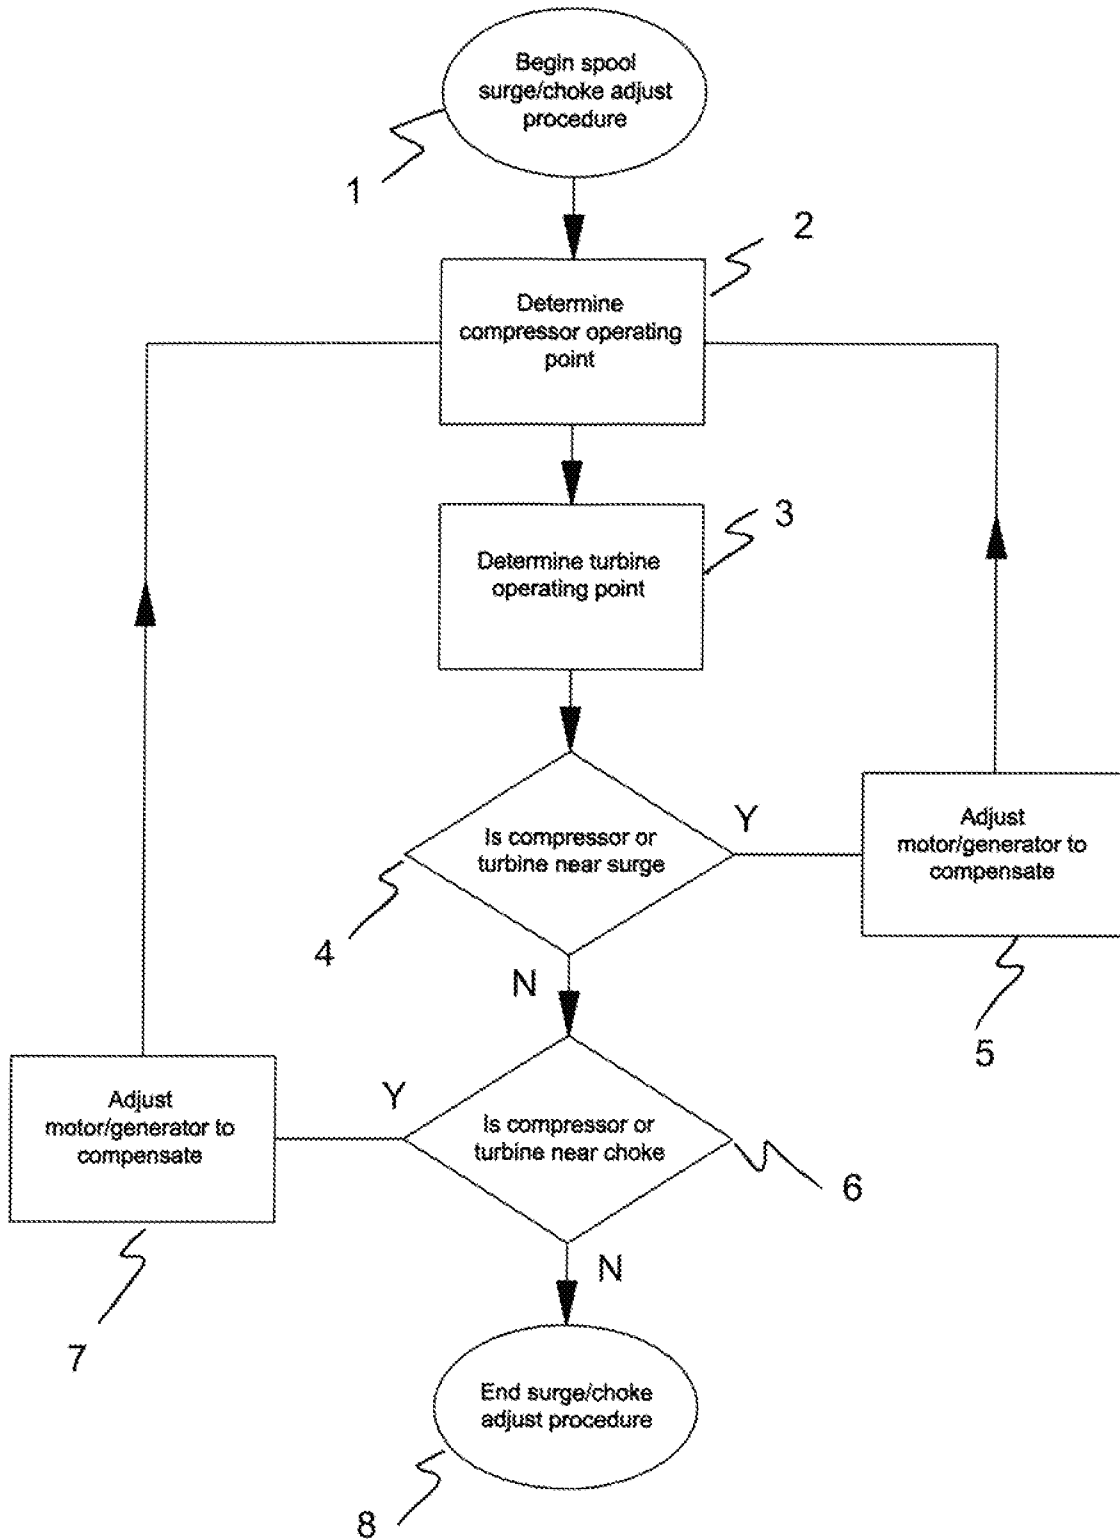 Begin spool
surge/choke adjust
procedure
1
2
Determine
compressor operating
point
3
Determine turbine
operating point
Is compressor or
turbine near surge
Y
Adjust
motor/generator to
compensate
4
N
5
Adjust
motor/generator to
compensate
Y
Is compressor or
turbine near choke
6
N
7
End surge/choke
adjust procedure
8